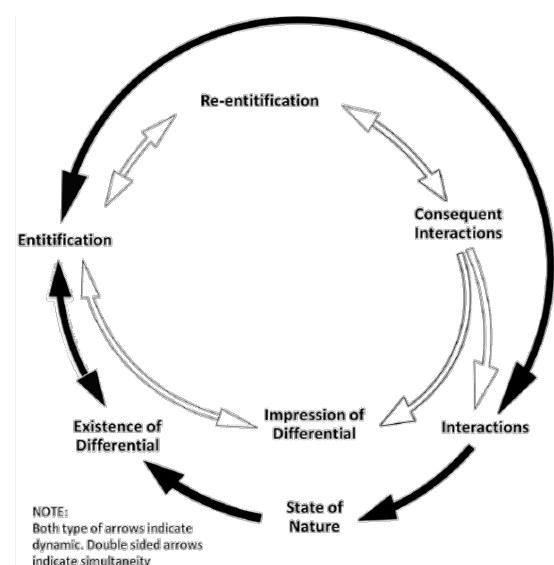 Re-entitification
Consequent
Interactions
Entitification
Impression of
Differential
Existence of
Differential
Interactions
State of
Nature
NOTE:
Both type of arrows indicate
dynamic. Double sided arrows
indicate simultaneity